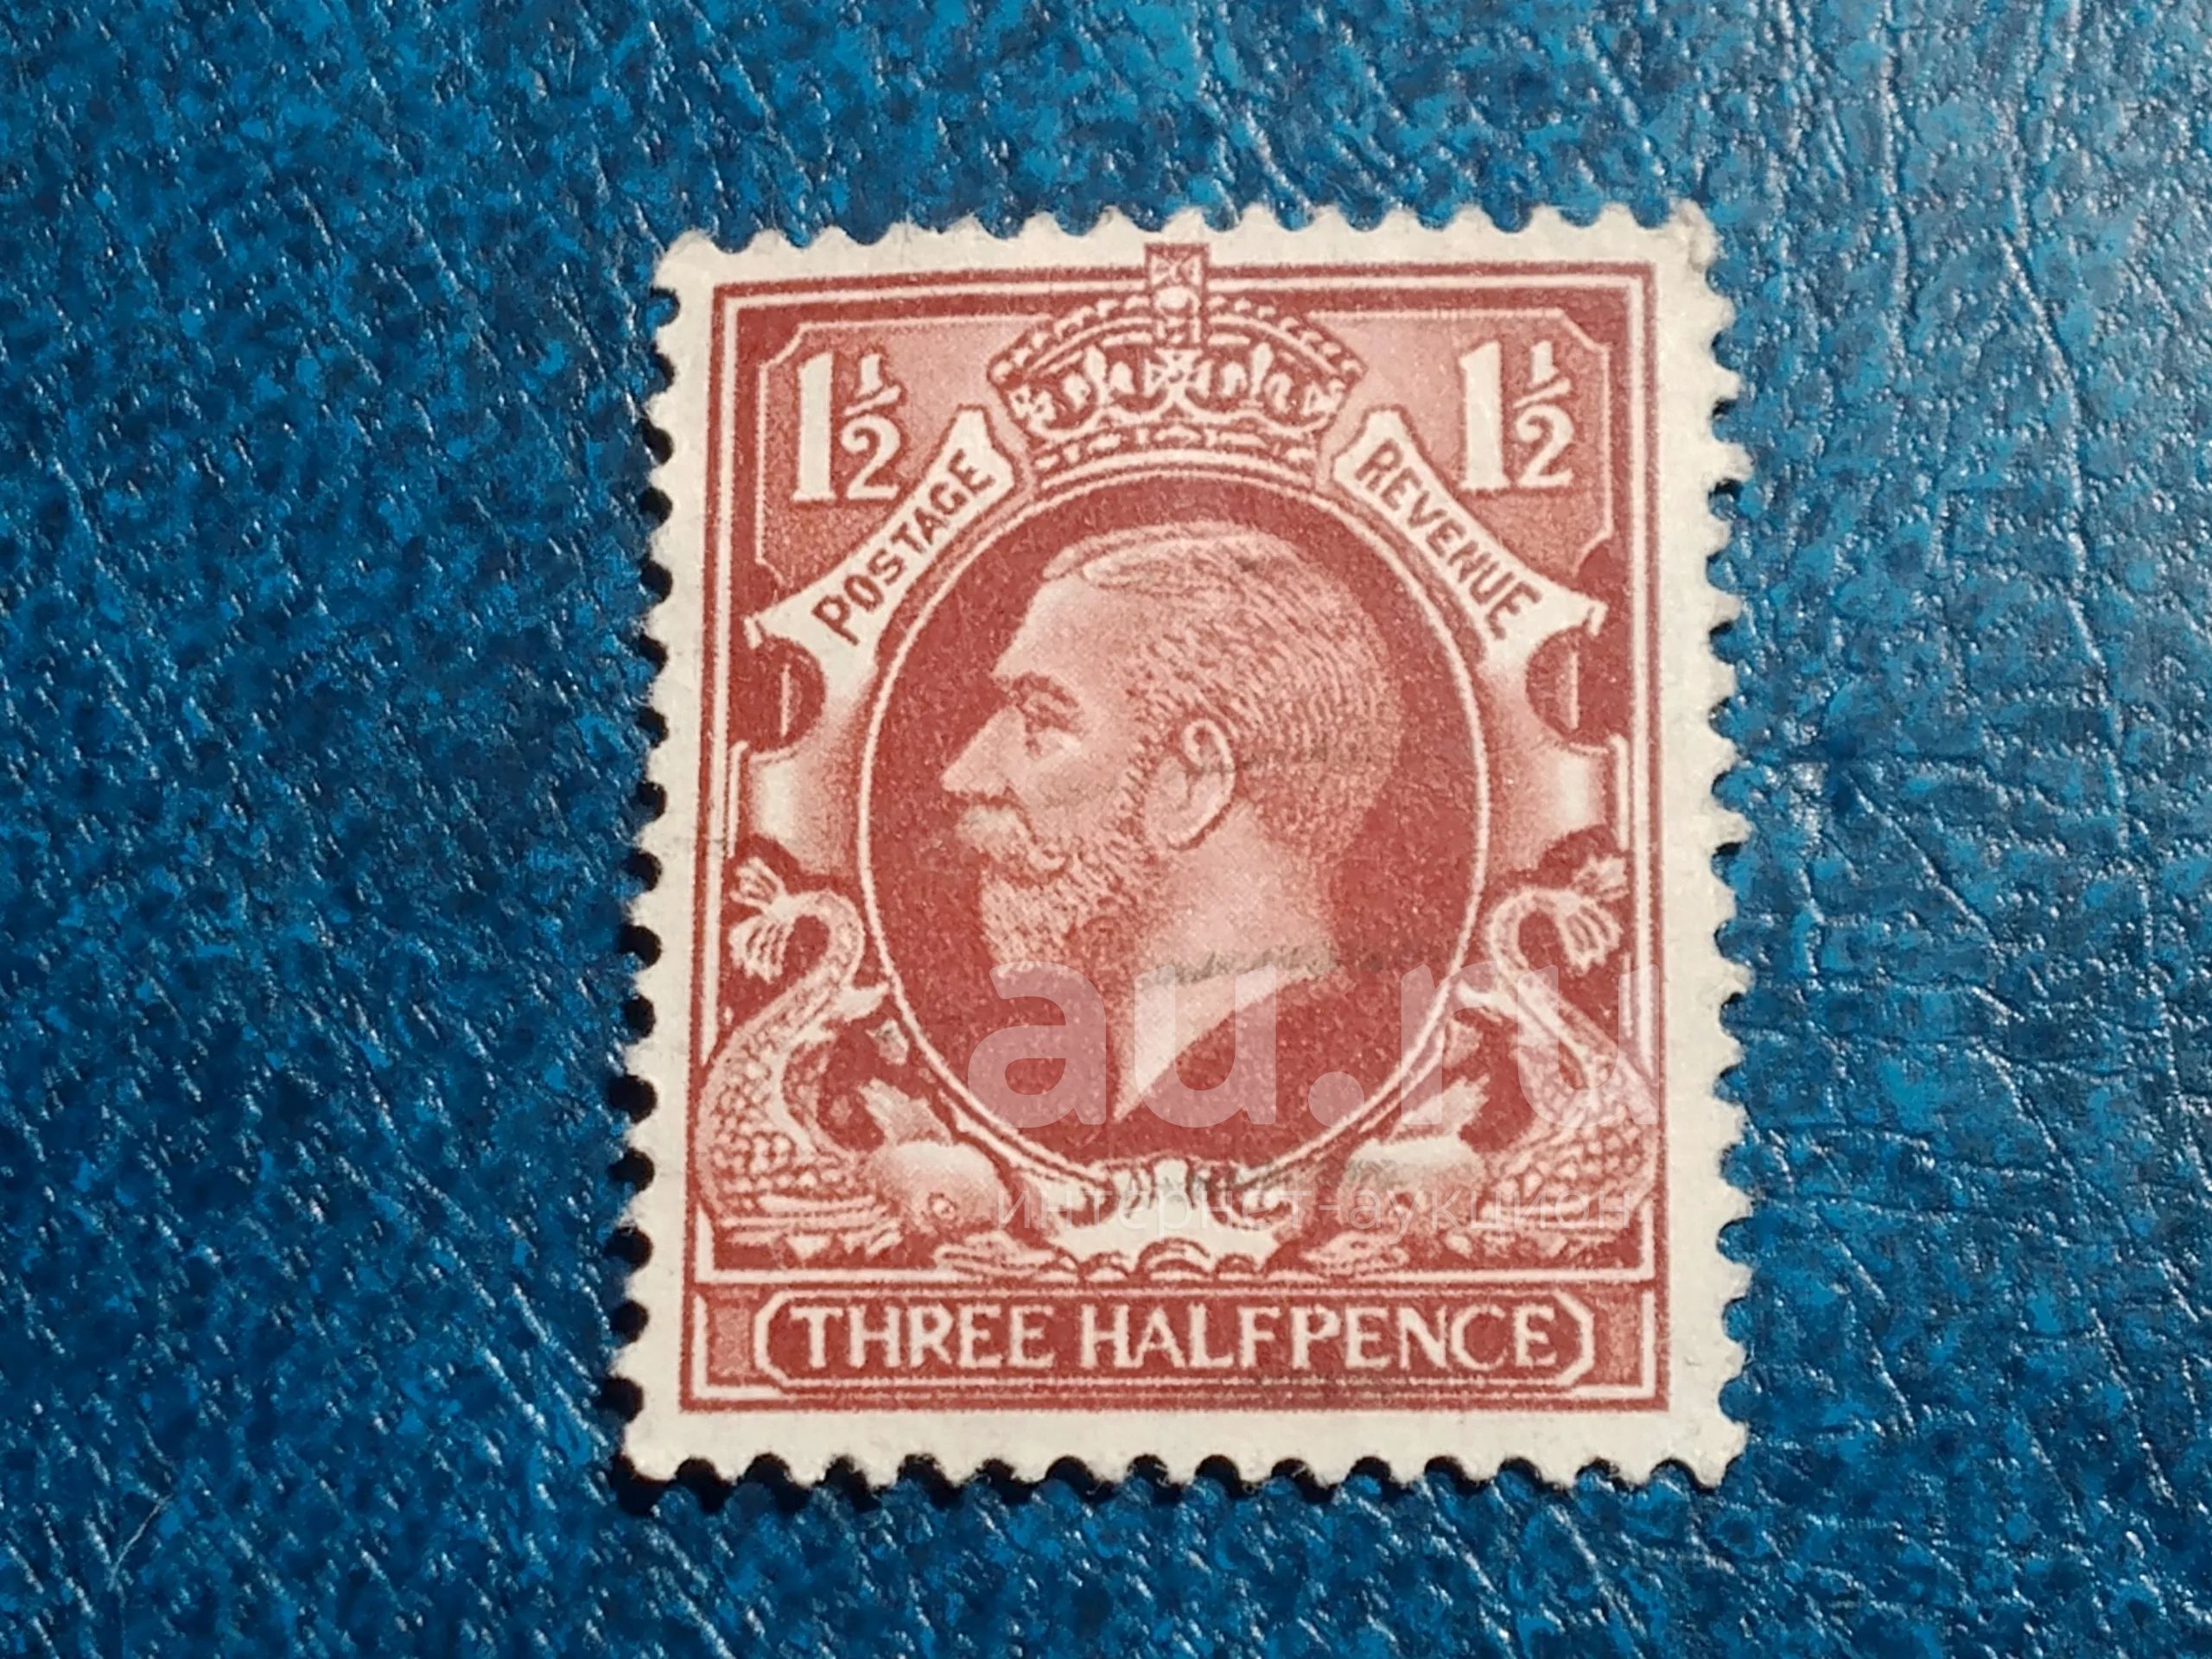 1½ 1½
POSTAGE REVENUE
au.ru
интернет-аукцион
THREE HALFPENCE